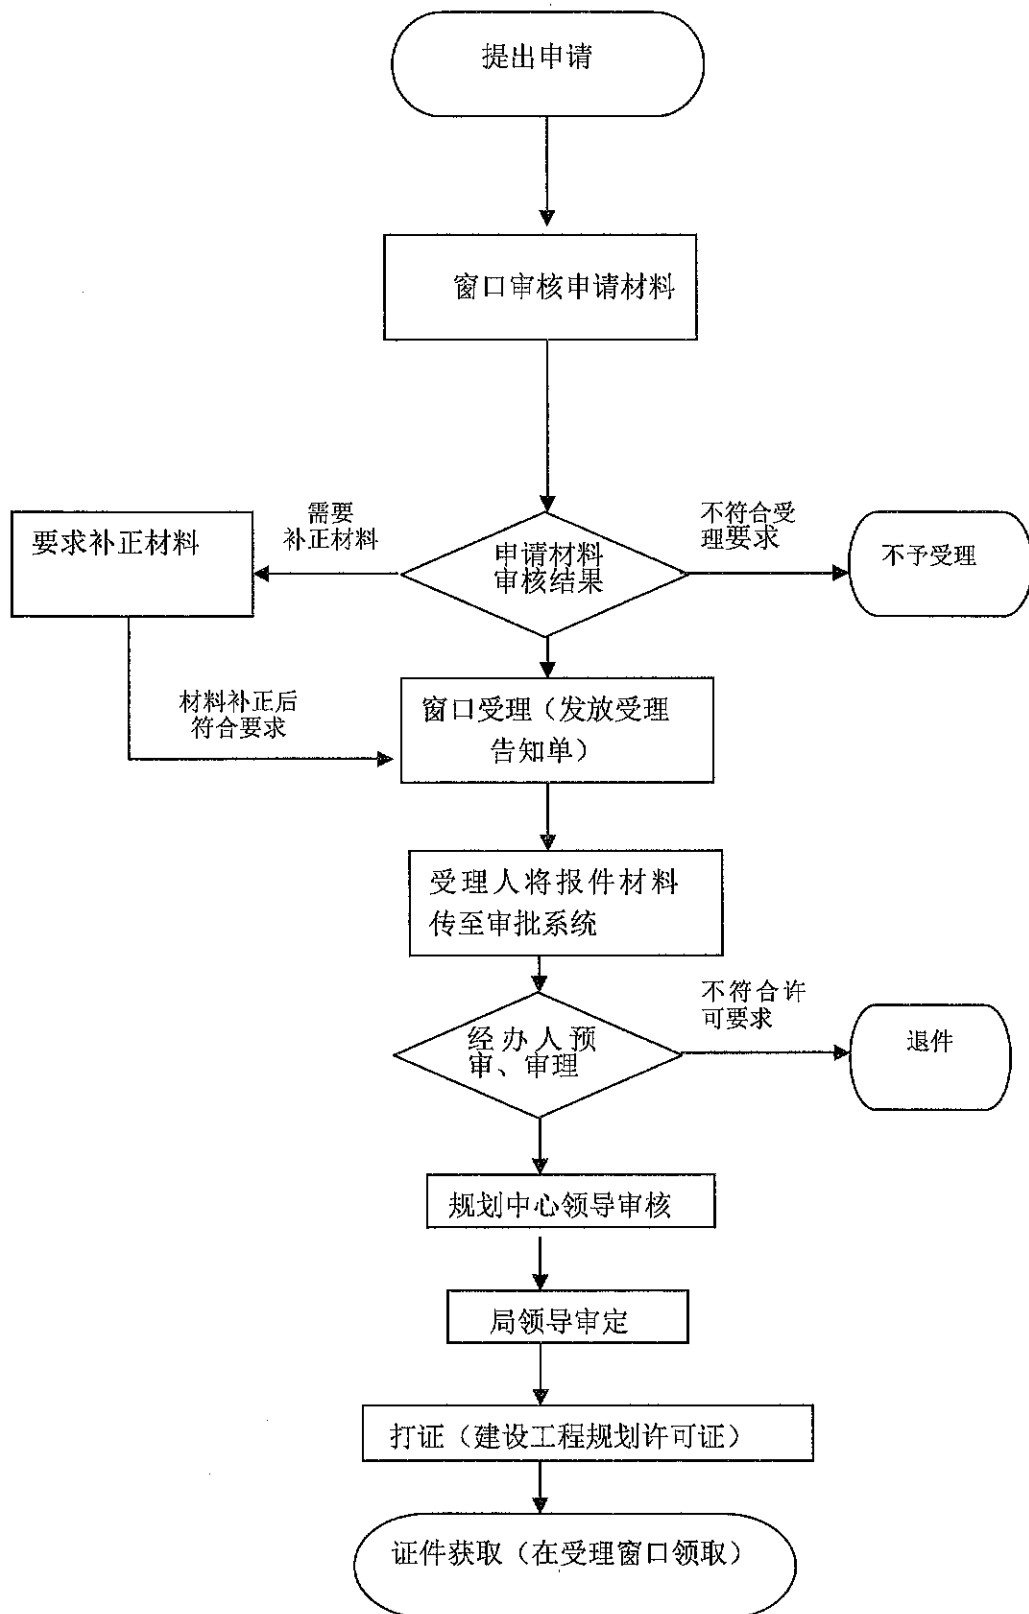 提出申请
窗口审核申请材料
需要
补正材料
不符合受
理要求
要求补正材料
申请材料
审核结果
不予受理
材料补正后
符合要求
窗口受理（发放受理
告知单）
受理人将报件材料
传至审批系统
不符合许
可要求
经办人预
审、审理
退件
规划中心领导审核
局领导审定
打证（建设工程规划许可证）
证件获取（在受理窗口领取）